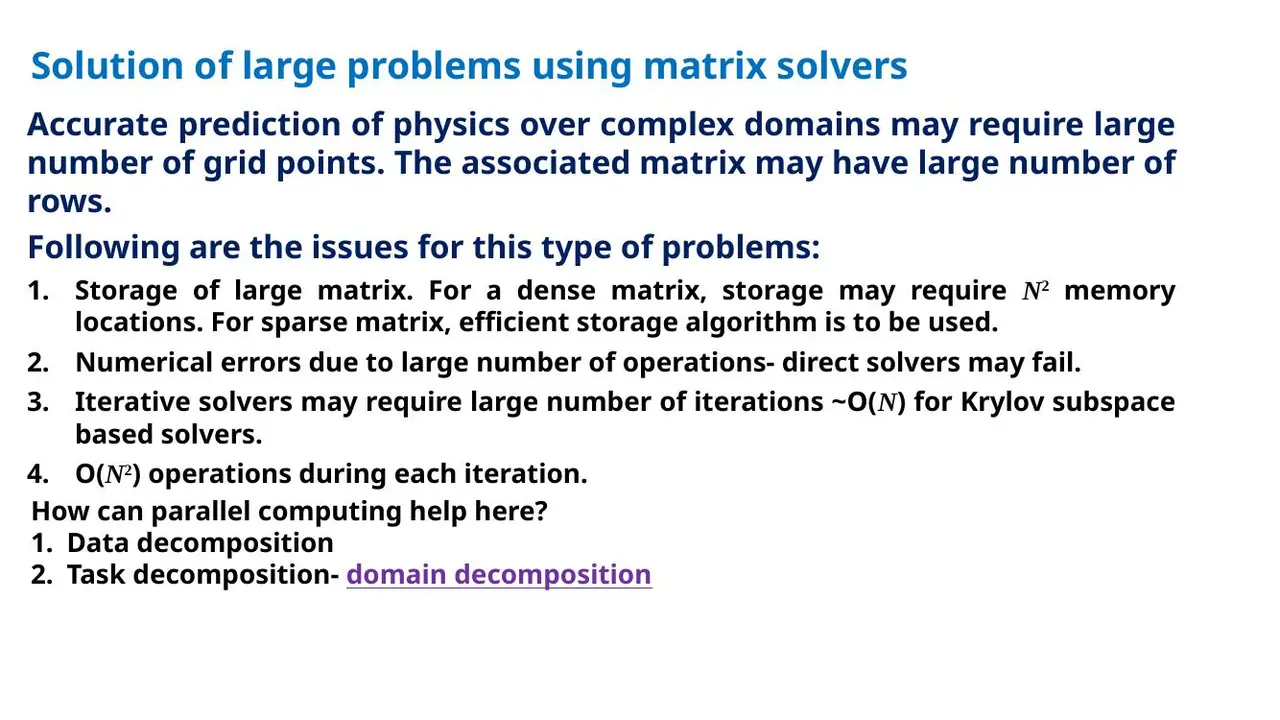 Solution of large problems using matrix solvers
Accurate prediction of physics over complex domains may require large
number of grid points. The associated matrix may have large number of
rows.
Following are the issues for this type of problems:
1. Storage of large matrix. For a dense matrix, storage may require N² memory
locations. For sparse matrix, efficient storage algorithm is to be used.
2. Numerical errors due to large number of operations- direct solvers may fail.
3. Iterative solvers may require large number of iterations ~O(N) for Krylov subspace
based solvers.
4. O(N²) operations during each iteration.
How can parallel computing help here?
1. Data decomposition
2. Task decomposition- domain decomposition